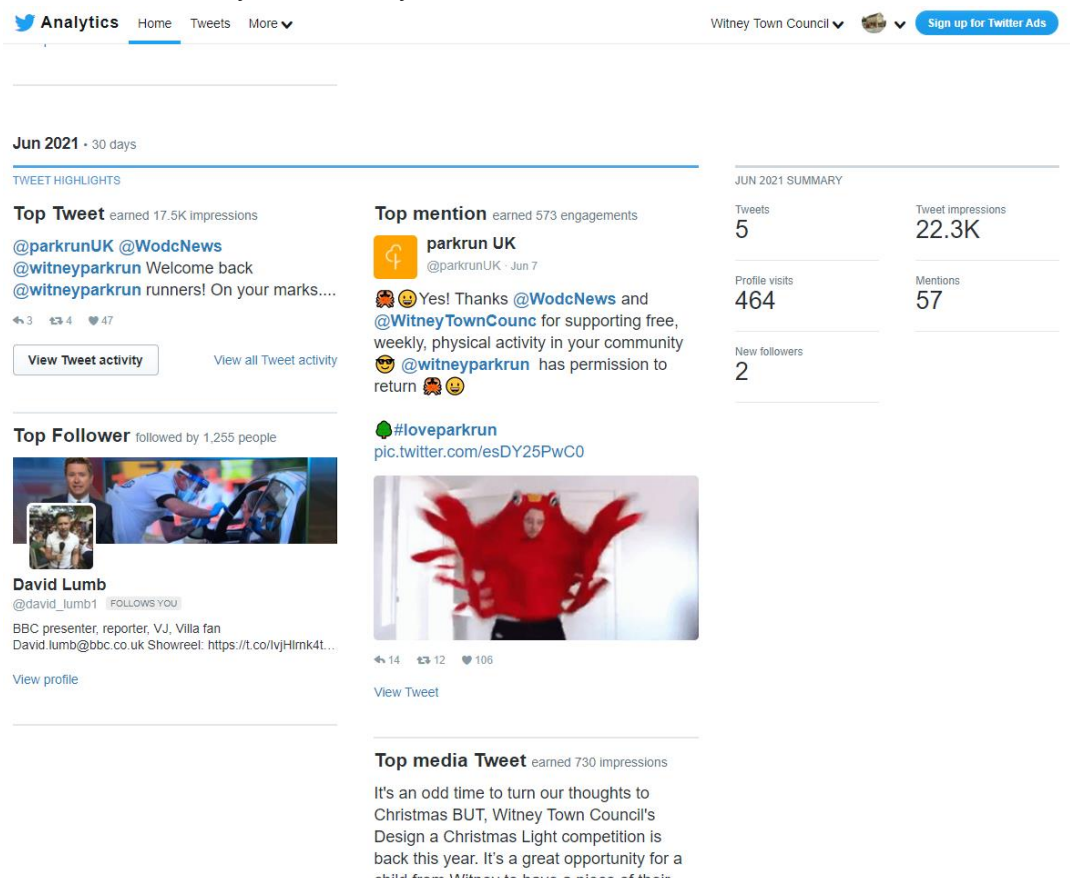 Analytics Home Tweets More
Witney Town Council
Sign up for Twitter Ads
Jun 2021 • 30 days
TWEET HIGHLIGHTS
Top Tweet earned 17.5K impressions
@parkrunUK @WodcNews
@witneyparkrun Welcome back
@witneyparkrun runners! On your marks....
3 4 47
View Tweet activity
View all Tweet activity
Top Follower followed by 1,255 people
David Lumb
@david_lumb1 FOLLOWS YOU
BBC presenter, reporter, VJ, Villa fan
David.lumb@bbc.co.uk Showreel:
View profile
Top mention earned 573 engagements
parkrun UK
@parkrunUK · Jun 7
Yes! Thanks @WodcNews and
@WitneyTownCounc for supporting free,
weekly, physical activity in your community
@witneyparkrun has permission to
return
#loveparkrun
pic.twitter.com/esDY25PwC0
14 12 106
View Tweet
Top media Tweet earned 730 impressions
It's an odd time to turn our thoughts to
Christmas BUT, Witney Town Council's
Design a Christmas Light competition is
back this year. It's a great opportunity for a
child from Witney to have a piece of their
JUN 2021 SUMMARY
Tweets
5
Tweet impressions
22.3K
Profile visits
464
Mentions
57
New followers
2